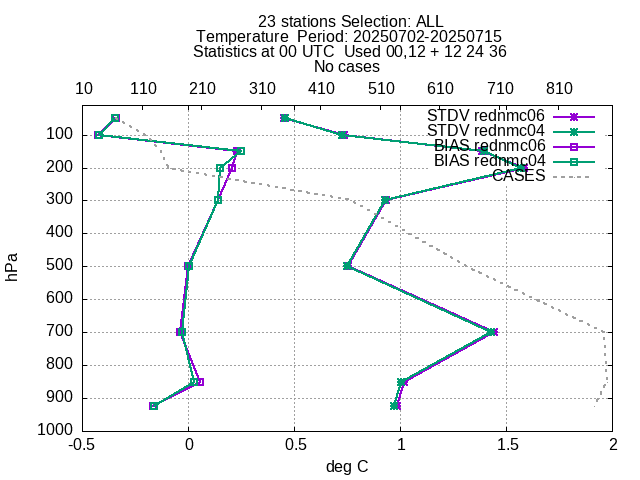 23 stations Selection: ALL
Temperature  Period: 20250702-20250715
Statistics at 00 UTC  Used 00,12 + 12 24 36
No cases
10 110 210 310 410 510 610 710 810
STDV rednmc06
STDV rednmc04
BIAS rednmc06
BIAS rednmc04
CASES
100
200
300
400
500
600
700
800
900
1000
hPa
-0.5 0 0.5 1 1.5 2
deg C